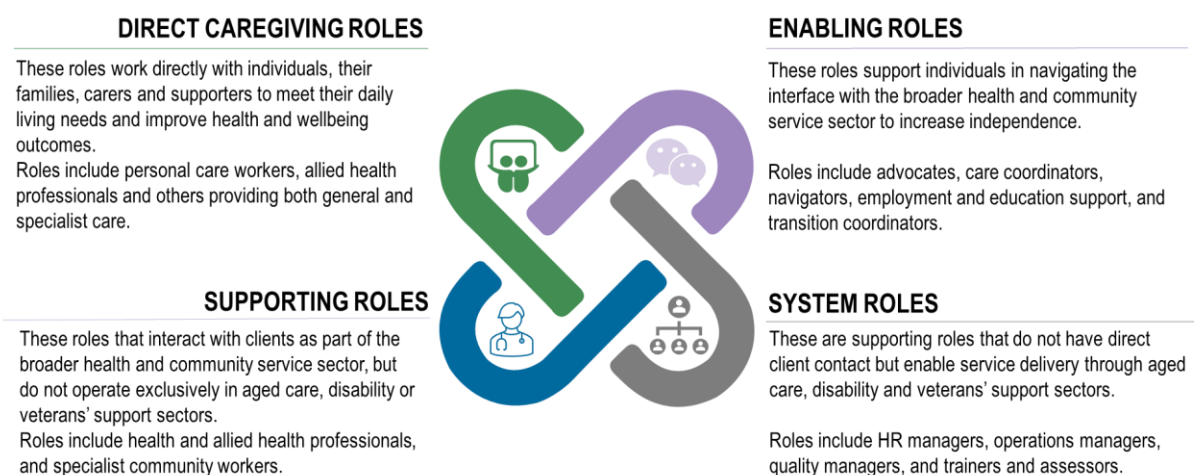 DIRECT CAREGIVING ROLES
These roles work directly with individuals, their
families, carers and supporters to meet their daily
living needs and improve health and wellbeing
outcomes.
Roles include personal care workers, allied health
professionals and others providing both general and
specialist care.
ENABLING ROLES
These roles support individuals in navigating the
interface with the broader health and community
service sector to increase independence.
Roles include advocates, care coordinators,
navigators, employment and education support, and
transition coordinators.
SUPPORTING ROLES
These roles that interact with clients as part of the
broader health and community service sector, but
do not operate exclusively in aged care, disability or
veterans' support sectors.
Roles include health and allied health professionals,
and specialist community workers.
SYSTEM ROLES
These are supporting roles that do not have direct
client contact but enable service delivery through aged
care, disability and veterans' support sectors.
Roles include HR managers, operations managers,
quality managers, and trainers and assessors.